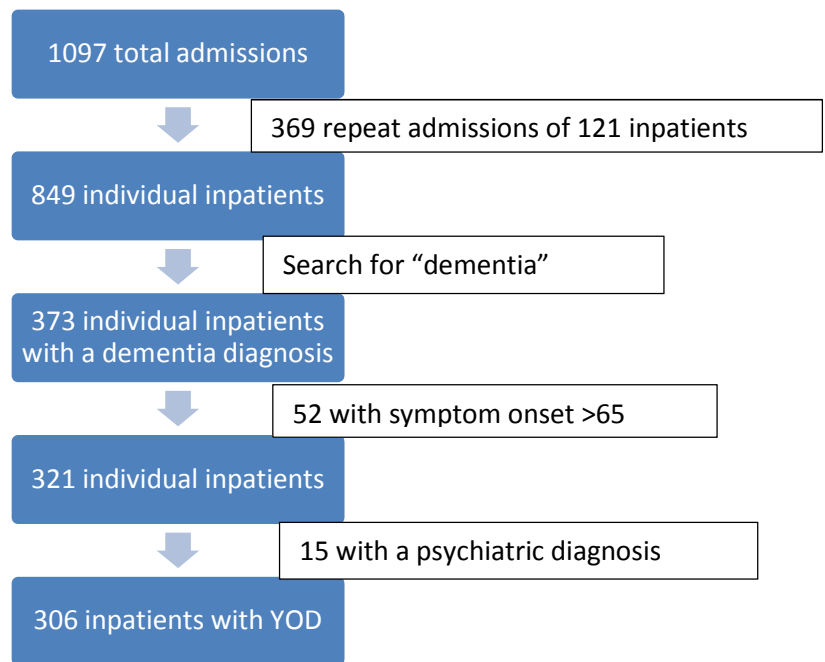 1097 total admissions
369 repeat admissions of 121 inpatients
849 individual inpatients
Search for “dementia”
373 individual inpatients
with a dementia diagnosis
52 with symptom onset >65
321 individual inpatients
15 with a psychiatric diagnosis
306 inpatients with YOD